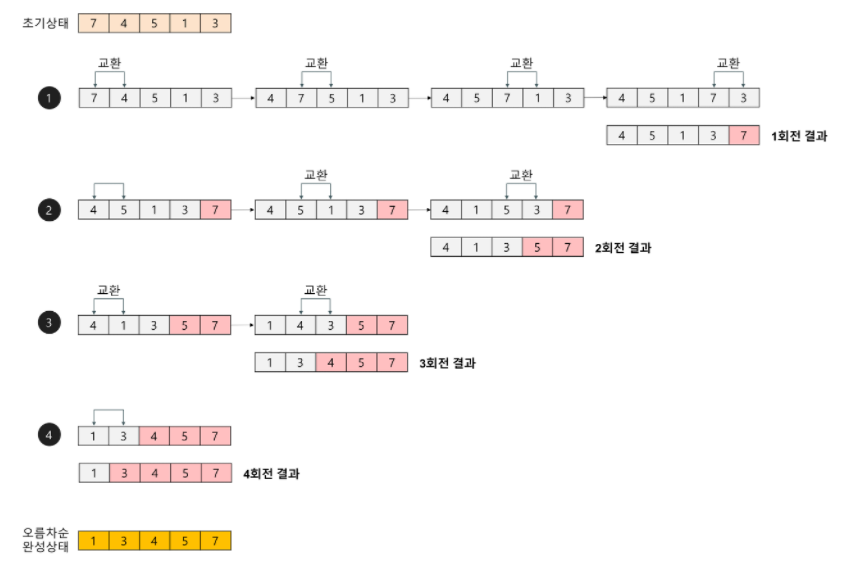 초기상태 7 4 5 1 3
교환 교환 교환 교환
1 7 4 5 1 3 4 7 5 1 3 4 5 7 1 3 4 5 1 7 3
4 5 1 3 7 1회전 결과
교환 교환
2 4 5 1 3 7 4 5 1 3 7 4 1 5 3 7
4 1 3 5 7 2회전 결과
교환 교환
3 4 1 3 5 7 1 4 3 5 7
1 3 4 5 7 3회전 결과
4 1 3 4 5 7
1 3 4 5 7 4회전 결과
오름차순
완성상태 1 3 4 5 7